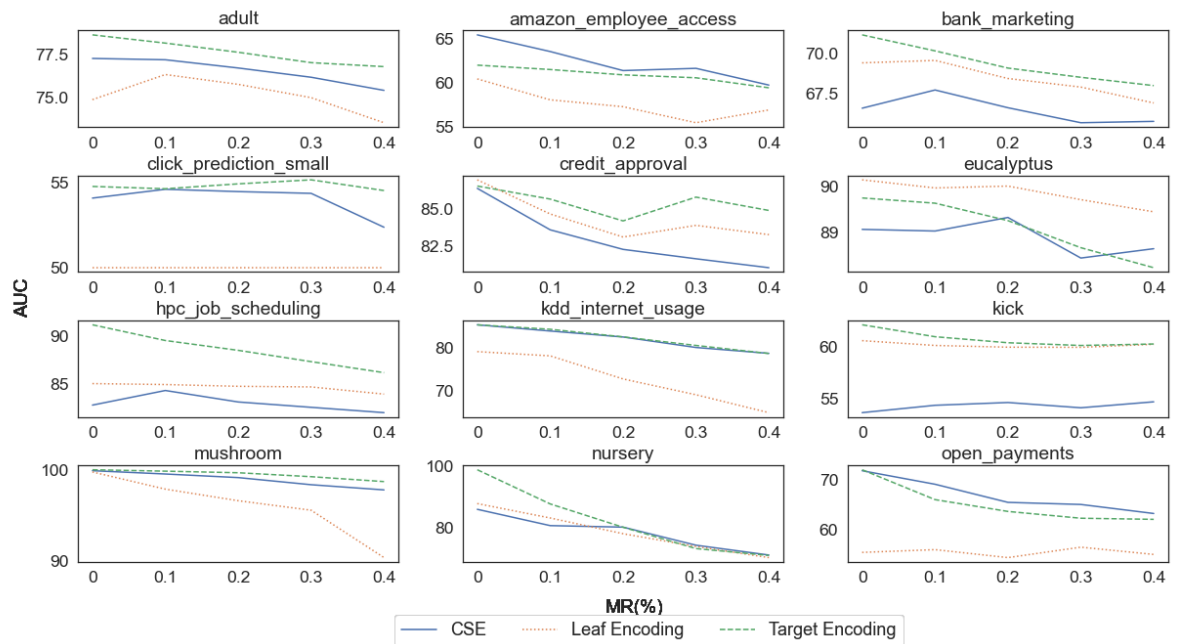 adult
amazon_employee_access
bank_marketing
77.5
75.0
0 0.1 0.2 0.3 0.4
65
60
55
0 0.1 0.2 0.3 0.4
70.0
67.5
0 0.1 0.2 0.3 0.4
click_prediction_small
credit_approval
eucalyptus
55
50
0 0.1 0.2 0.3 0.4
85.0
82.5
0 0.1 0.2 0.3 0.4
90
89
0 0.1 0.2 0.3 0.4
AUC
hpc_job_scheduling
kdd_internet_usage
kick
90
85
0 0.1 0.2 0.3 0.4
80
70
0 0.1 0.2 0.3 0.4
60
55
0 0.1 0.2 0.3 0.4
mushroom
nursery
open_payments
100
90
0 0.1 0.2 0.3 0.4
100
80
0 0.1 0.2 0.3 0.4
70
60
0 0.1 0.2 0.3 0.4
MR(%)
CSE Leaf Encoding Target Encoding